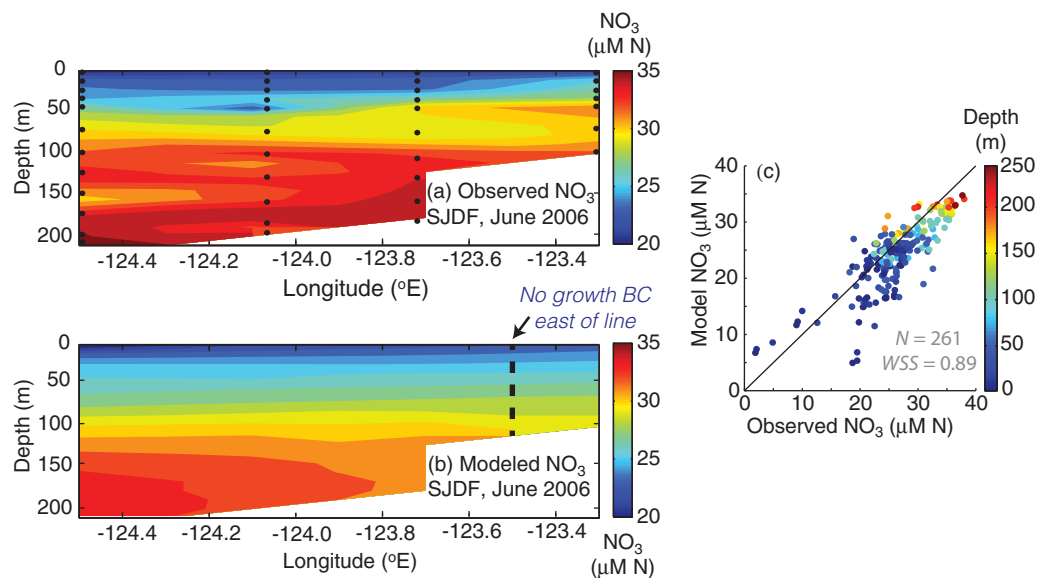 NO3
(μM N)
0
50
100
150
200
Depth (m)
35
30
25
20
(a) Observed NO3
SJDF, June 2006
-124.4 -124.2 -124.0 -123.8 -123.6 -123.4
Longitude (oE)
No growth BC
east of line
0
50
100
150
200
Depth (m)
35
30
25
20
(b) Modeled NO3
SJDF, June 2006
-124.4 -124.2 -124.0 -123.8 -123.6 -123.4
Longitude (oE)
NO3
(μM N)
Depth
(m)
(c)
40
30
20
10
0
Model NO3 (μM N)
N = 261
WSS = 0.89
0 10 20 30 40
Observed NO3 (μM N)
250
200
150
100
50
0